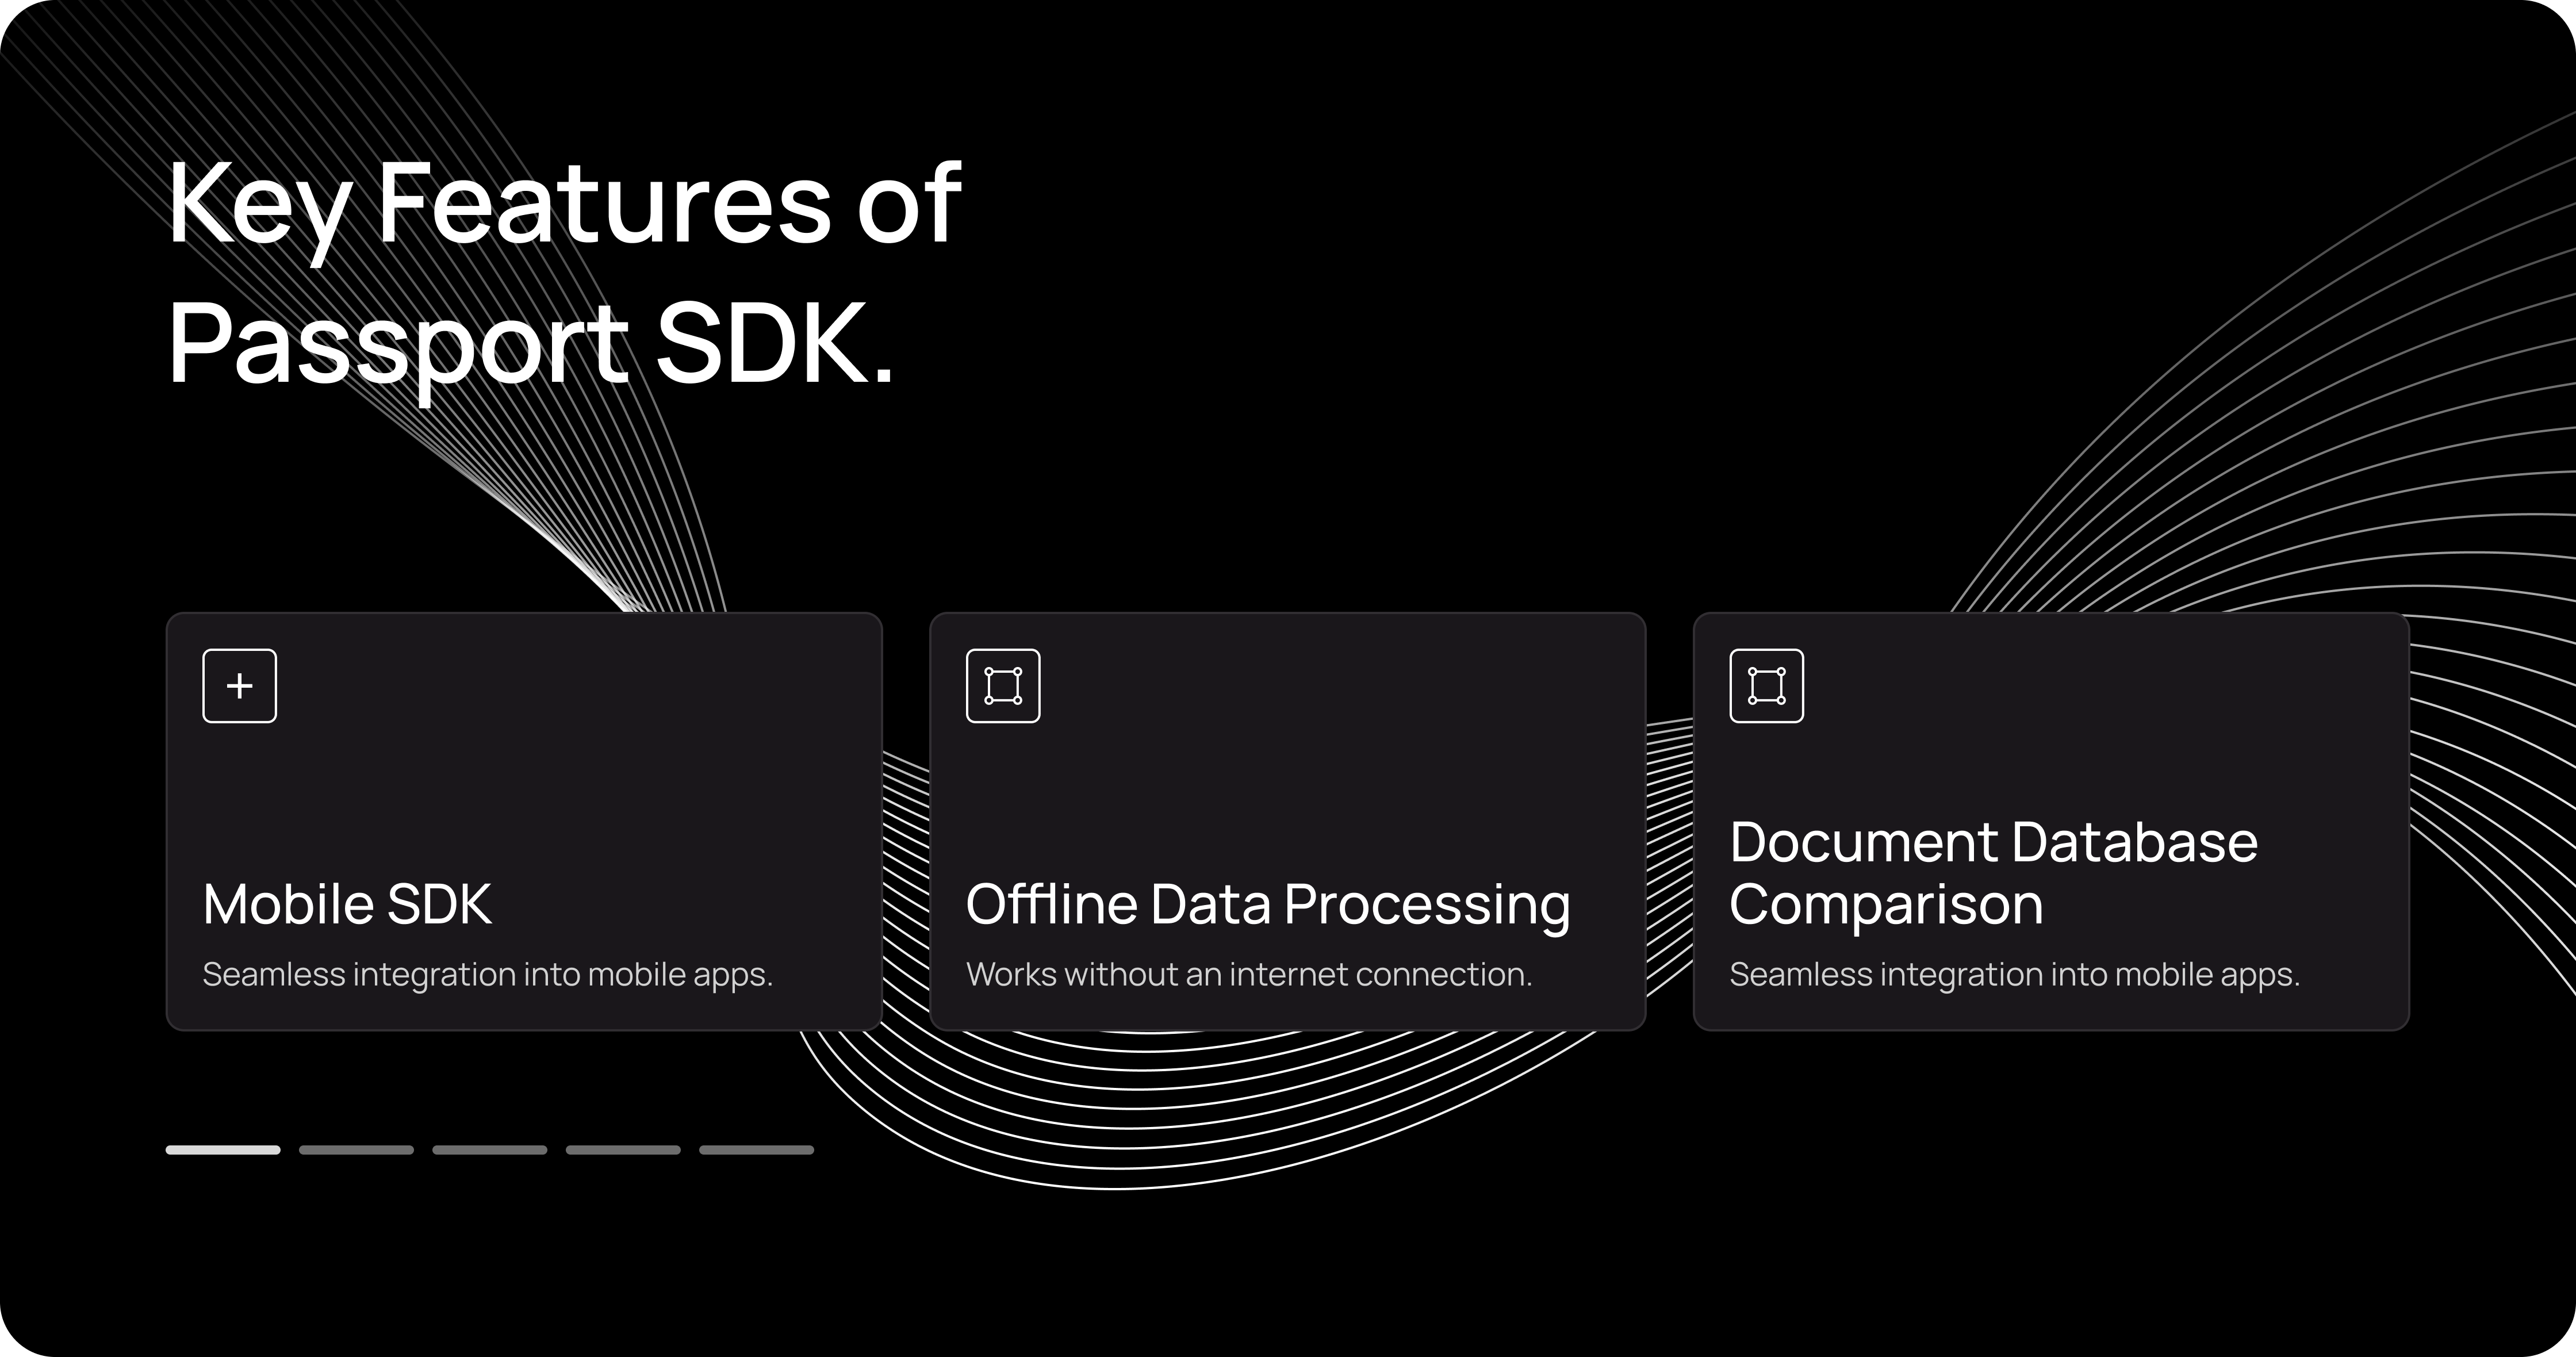 Key Features of
Passport SDK.
Mobile SDK
Seamless integration into mobile apps.
Offline Data Processing
Works without an internet connection.
Document Database
Comparison
Seamless integration into mobile apps.